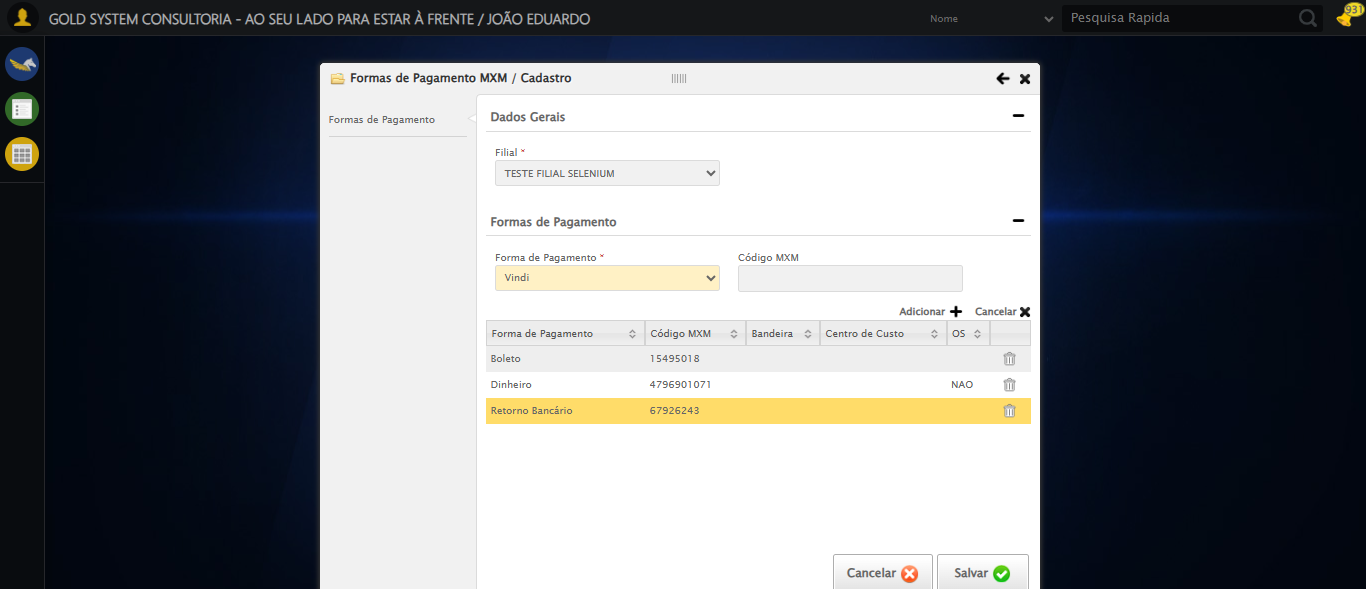 GOLD SYSTEM CONSULTORIA - AO SEU LADO PARA ESTAR À FRENTE / JOÃO EDUARDO
Nome
Pesquisa Rapida
931
Formas de Pagamento MXM / Cadastro
Formas de Pagamento
Dados Gerais
Filial *
TESTE FILIAL SELENIUM
Formas de Pagamento
Forma de Pagamento * Código MXM
Vindi
Adicionar Cancelar
Forma de Pagamento Código MXM Bandeira Centro de Custo OS
Boleto 15495018
Dinheiro 4796901071 NAO
Retorno Bancário 67926243
Cancelar Salvar